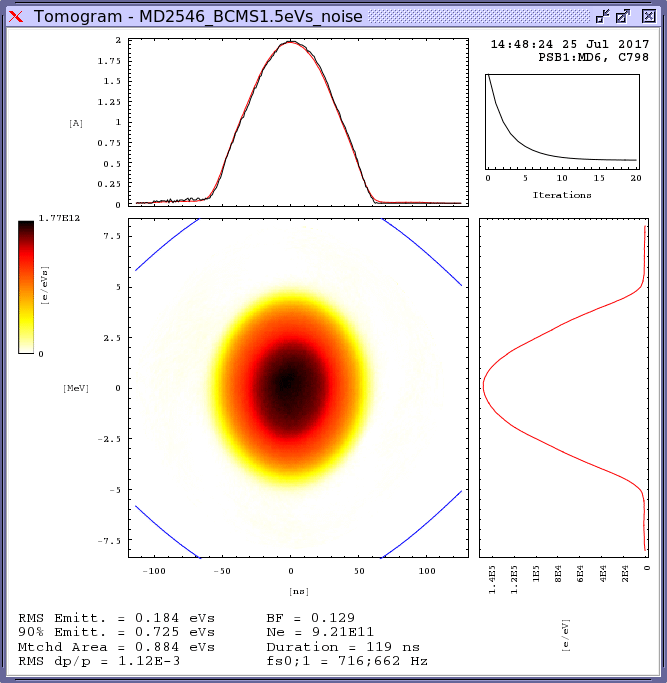 Tomogram - MD2546_BCMS1.5eVs_noise
14:48:24 25 Jul 2017
PSB1:MD6, C798
2
1.75
1.5
1.25
[A]
1
0.75
0.5
0.25
0
0 5 10 15 20
Iterations
1.77E12
[e/eVs]
0
7.5
5
2.5
[MeV]
0
-2.5
-5
-7.5
-100 -50 0 50 100
[ns]
1.4E5 1.2E5 1E5 8E4 6E4 4E4 2E4 0
[e/eV]
RMS Emitt. = 0.184 eVs
90% Emitt. = 0.725 eVs
Mtchd Area = 0.884 eVs
RMS dp/p = 1.12E-3
BF = 0.129
Ne = 9.21E11
Duration = 119 ns
fs0;1 = 716;662 Hz